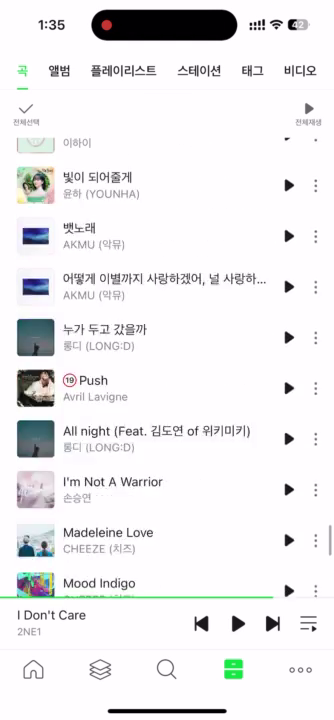 1:35
42
곡 앨범 플레이리스트 스테이션 태그 비디오
전체선택 전체재생
이하이
빛이 되어줄게
윤하 (YOUNHA)
뱃노래
AKMU (악뮤)
어떻게 이별까지 사랑하겠어, 널 사랑하...
AKMU (악뮤)
누가 두고 갔을까
롱디 (LONG:D)
19 Push
Avril Lavigne
All night (Feat. 김도연 of 위키미키)
롱디 (LONG:D)
I'm Not A Warrior
손승연
Madeleine Love
CHEEZE (치즈)
Mood Indigo
I Don't Care
2NE1